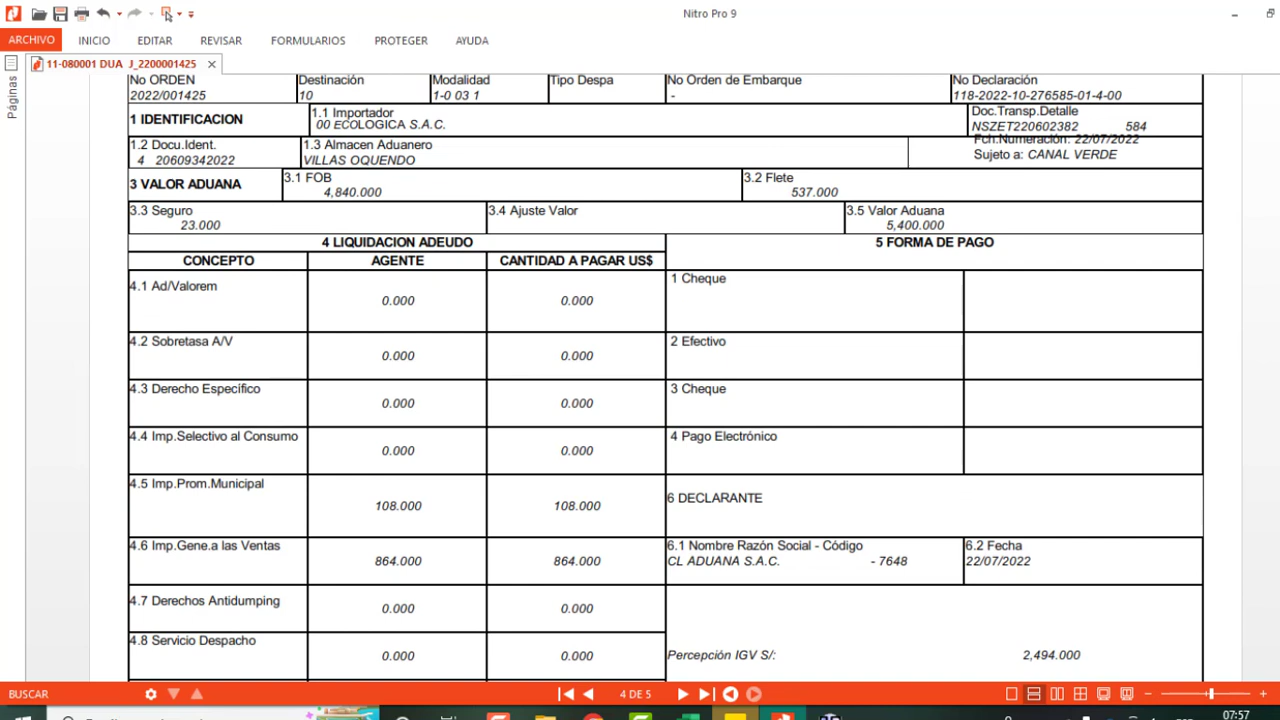 Nitro Pro 9
ARCHIVO INICIO EDITAR REVISAR FORMULARIOS PROTEGER AYUDA
11-080001 DUA J_2200001425
Páginas
No ORDEN Destinación Modalidad Tipo Despa No Orden de Embarque No Declaración
2022/001425 10 1-0 03 1 - 118-2022-10-276585-01-4-00
1 IDENTIFICACION 1.1 Importador Doc.Transp.Detalle
00 ECOLOGICA S.A.C. NSZET220602382 584
1.2 Docu.Ident. 1.3 Almacen Aduanero Fch.Numeración: 22/07/2022
4 20609342022 VILLAS OQUENDO Sujeto a: CANAL VERDE
3 VALOR ADUANA 3.1 FOB 3.2 Flete
4,840.000 537.000
3.3 Seguro 3.4 Ajuste Valor 3.5 Valor Aduana
23.000 5,400.000
4 LIQUIDACION ADEUDO 5 FORMA DE PAGO
CONCEPTO AGENTE CANTIDAD A PAGAR US$
4.1 Ad/Valorem 0.000 0.000 1 Cheque
4.2 Sobretasa A/V 0.000 0.000 2 Efectivo
4.3 Derecho Especifico 0.000 0.000 3 Cheque
4.4 Imp.Selectivo al Consumo 0.000 0.000 4 Pago Electrónico
4.5 Imp.Prom.Municipal 108.000 108.000 6 DECLARANTE
4.6 Imp.Gene.a las Ventas 864.000 864.000 6.1 Nombre Razón Social - Código 6.2 Fecha
CL ADUANA S.A.C. - 7648 22/07/2022
4.7 Derechos Antidumping 0.000 0.000
4.8 Servicio Despacho 0.000 0.000 Percepción IGV S/: 2,494.000
BUSCAR 4 DE 5
07:57